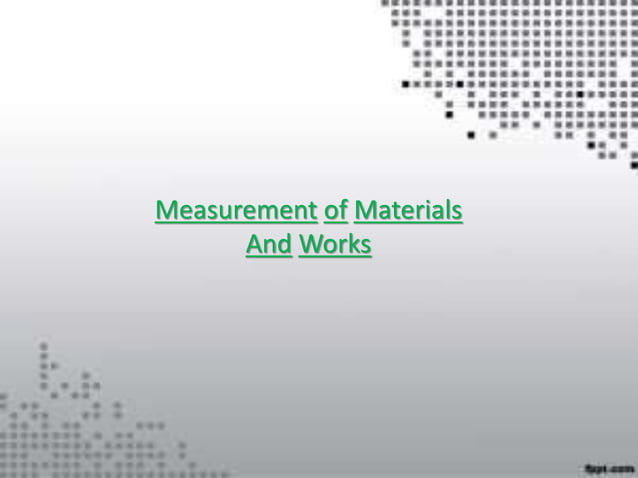 Measurement of Materials
And Works
fppt.com